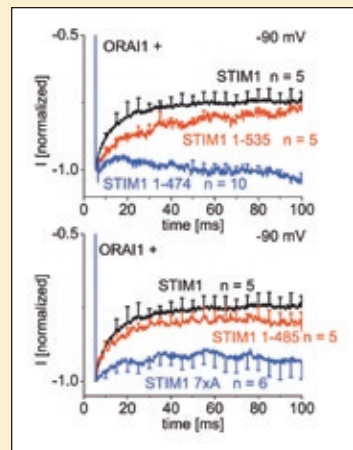 -0.5
ORAI1 +
-90 mV
STIM1 n = 5
I [normalized]
-1.0
STIM1 1-535 n = 5
STIM1 1-474 n = 10
0 20 40 60 80 100
time [ms]
-0.5
ORAI1 +
-90 mV
STIM1 n = 5
I [normalized]
STIM1 1-485 n = 5
-1.0
STIM1 7xA n = 6
0 20 40 60 80 100
time [ms]